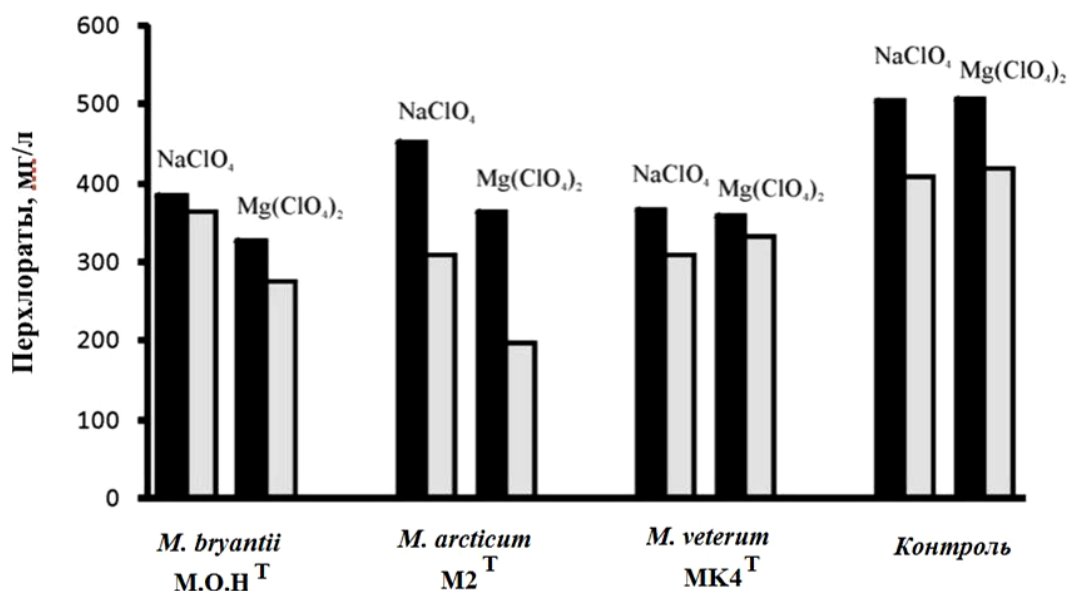 Перхлораты, мг/л
600
500
400
300
200
100
0
NaClO₄
Mg(ClO₄)₂
NaClO₄
Mg(ClO₄)₂
NaClO₄
Mg(ClO₄)₂
NaClO₄
Mg(ClO₄)₂
M. bryantii
M.O.H T
M. arcticum
M2 T
M. veterum
MK4 T
Контроль